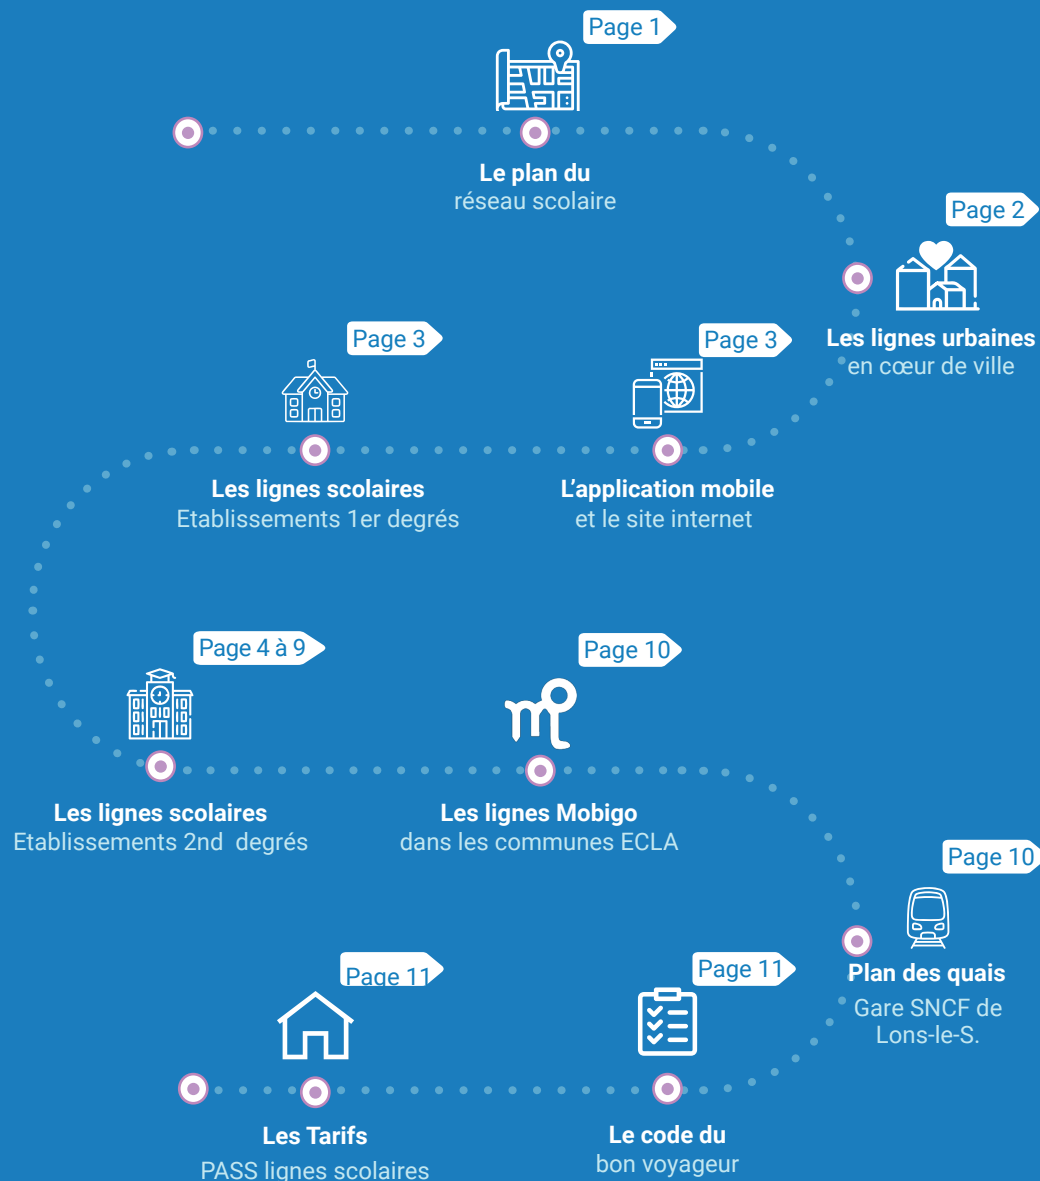 Page 1
Le plan du
réseau scolaire
Page 2
Les lignes urbaines
en cœur de ville
Page 3
L'application mobile
et le site internet
Page 3
Les lignes scolaires
Etablissements 1er degrés
Page 4 à 9
Les lignes scolaires
Etablissements 2nd degrés
Page 10
Les lignes Mobigo
dans les communes ECLA
Page 10
Plan des quais
Gare SNCF de
Lons-le-S.
Page 11
Le code du
bon voyageur
Page 11
Les Tarifs
PASS lignes scolaires